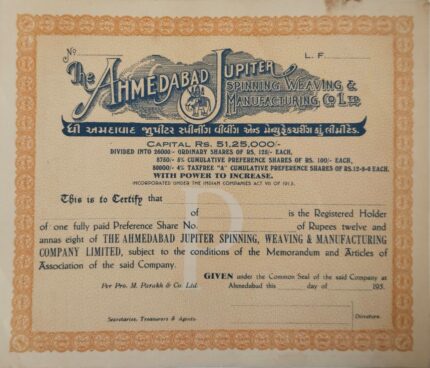 No.
L. F.
The AHMEDABAD JUPITER
SPINNING WEAVING &
MANUFACTURING CO LTD.
ધી અમદાવાદ જુપીટર સ્પીનીંગ વીવીંગ એન્ડ મેન્યુફેકચરીંગ કું. લીમીટેડ.
CAPITAL RS. 51,25,000/-
DIVIDED INTO 26000/- ORDINARY SHARES OF RS. 125/- EACH,
8750/- 5% CUMULATIVE PREFERENCE SHARES OF RS. 100/- EACH,
80000/- 4% TAXFREE "A" CUMULATIVE PREFERENCE SHARES OF RS.12-8-0 EACH.
WITH POWER TO INCREASE.
INCORPORATED UNDER THE INDIAN COMPANIES ACT VII OF 1913.
This is to Certify that
of is the Registered Holder
of one fully paid Preference Share No. of Rupees twelve and
annas eight of THE AHMEDABAD JUPITER SPINNING, WEAVING & MANUFACTURING
COMPANY LIMITED, subject to the conditions of the Memorandum and Articles of
Association of the said Company.
GIVEN under the Common Seal of the said Company at
Per Pro. M. Parakh & Co. Ltd. Ahmedabad this day of 195.
P
Secretaries, Treasurers & Agents. Directors.